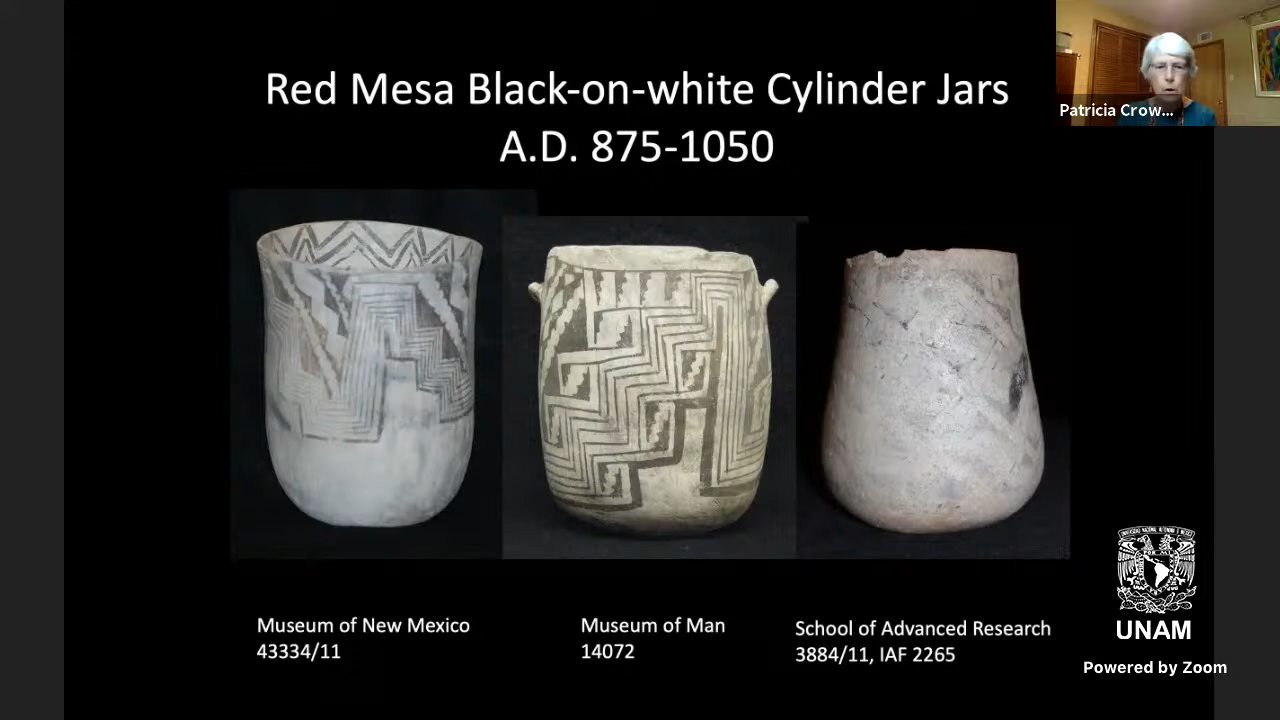 Red Mesa Black-on-white Cylinder Jars
A.D. 875-1050
Patricia Crow...
Museum of New Mexico
43334/11
Museum of Man
14072
School of Advanced Research
3884/11, IAF 2265
UNAM
Powered by Zoom